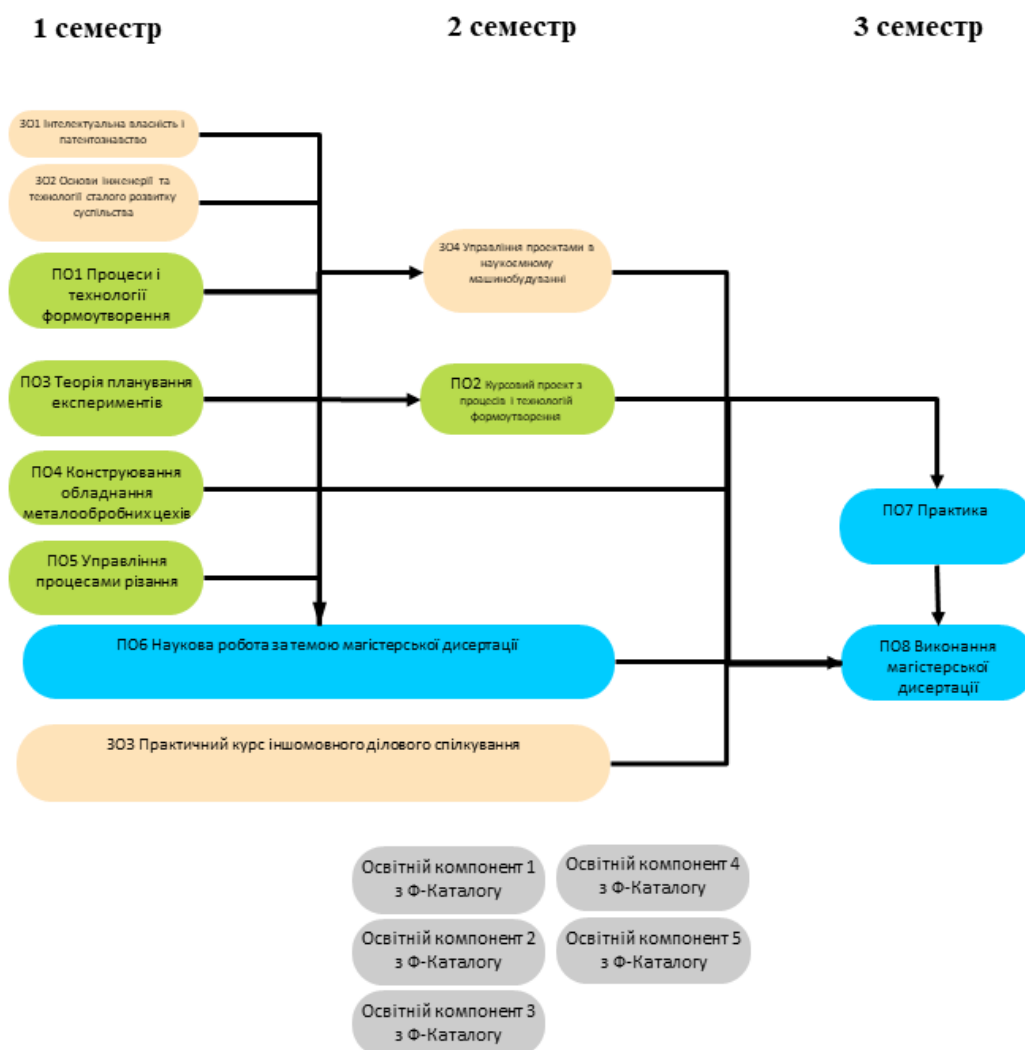 1 семестр
2 семестр
3 семестр
ЗО1 Інтелектуальна власність і
патентознавство
ЗО2 Основи інженерії та
технології сталого розвитку
суспільства
ПО1 Процеси і
технології
формоутворення
ПО3 Теорія планування
експериментів
ПО4 Конструювання
обладнання
металообробних цехів
ПО5 Управління
процесами різання
ЗО4 Управління проектами в
наукоємному
машинобудуванні
ПО2 Курсовий проект з
процесів і технологій
формоутворення
ПО7 Практика
ПО6 Наукова робота за темою магістерської дисертації
ПО8 Виконання
магістерської
дисертації
ЗО3 Практичний курс іншомовного ділового спілкування
Освітній компонент 1
з Ф-Каталогу
Освітній компонент 4
з Ф-Каталогу
Освітній компонент 2
з Ф-Каталогу
Освітній компонент 5
з Ф-Каталогу
Освітній компонент 3
з Ф-Каталогу